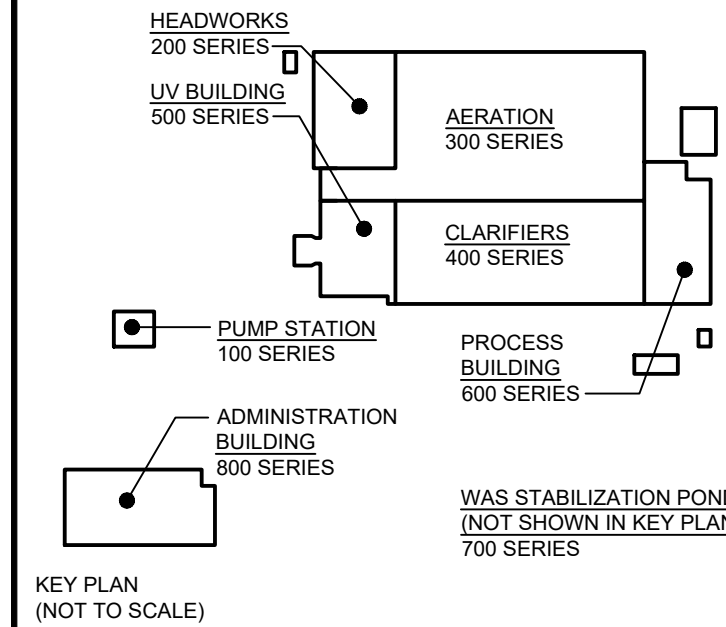 HEADWORKS
200 SERIES
UV BUILDING
500 SERIES
AERATION
300 SERIES
CLARIFIERS
400 SERIES
PUMP STATION
100 SERIES
PROCESS
BUILDING
600 SERIES
ADMINISTRATION
BUILDING
800 SERIES
WAS STABILIZATION POND
(NOT SHOWN IN KEY PLAN
700 SERIES
KEY PLAN
(NOT TO SCALE)